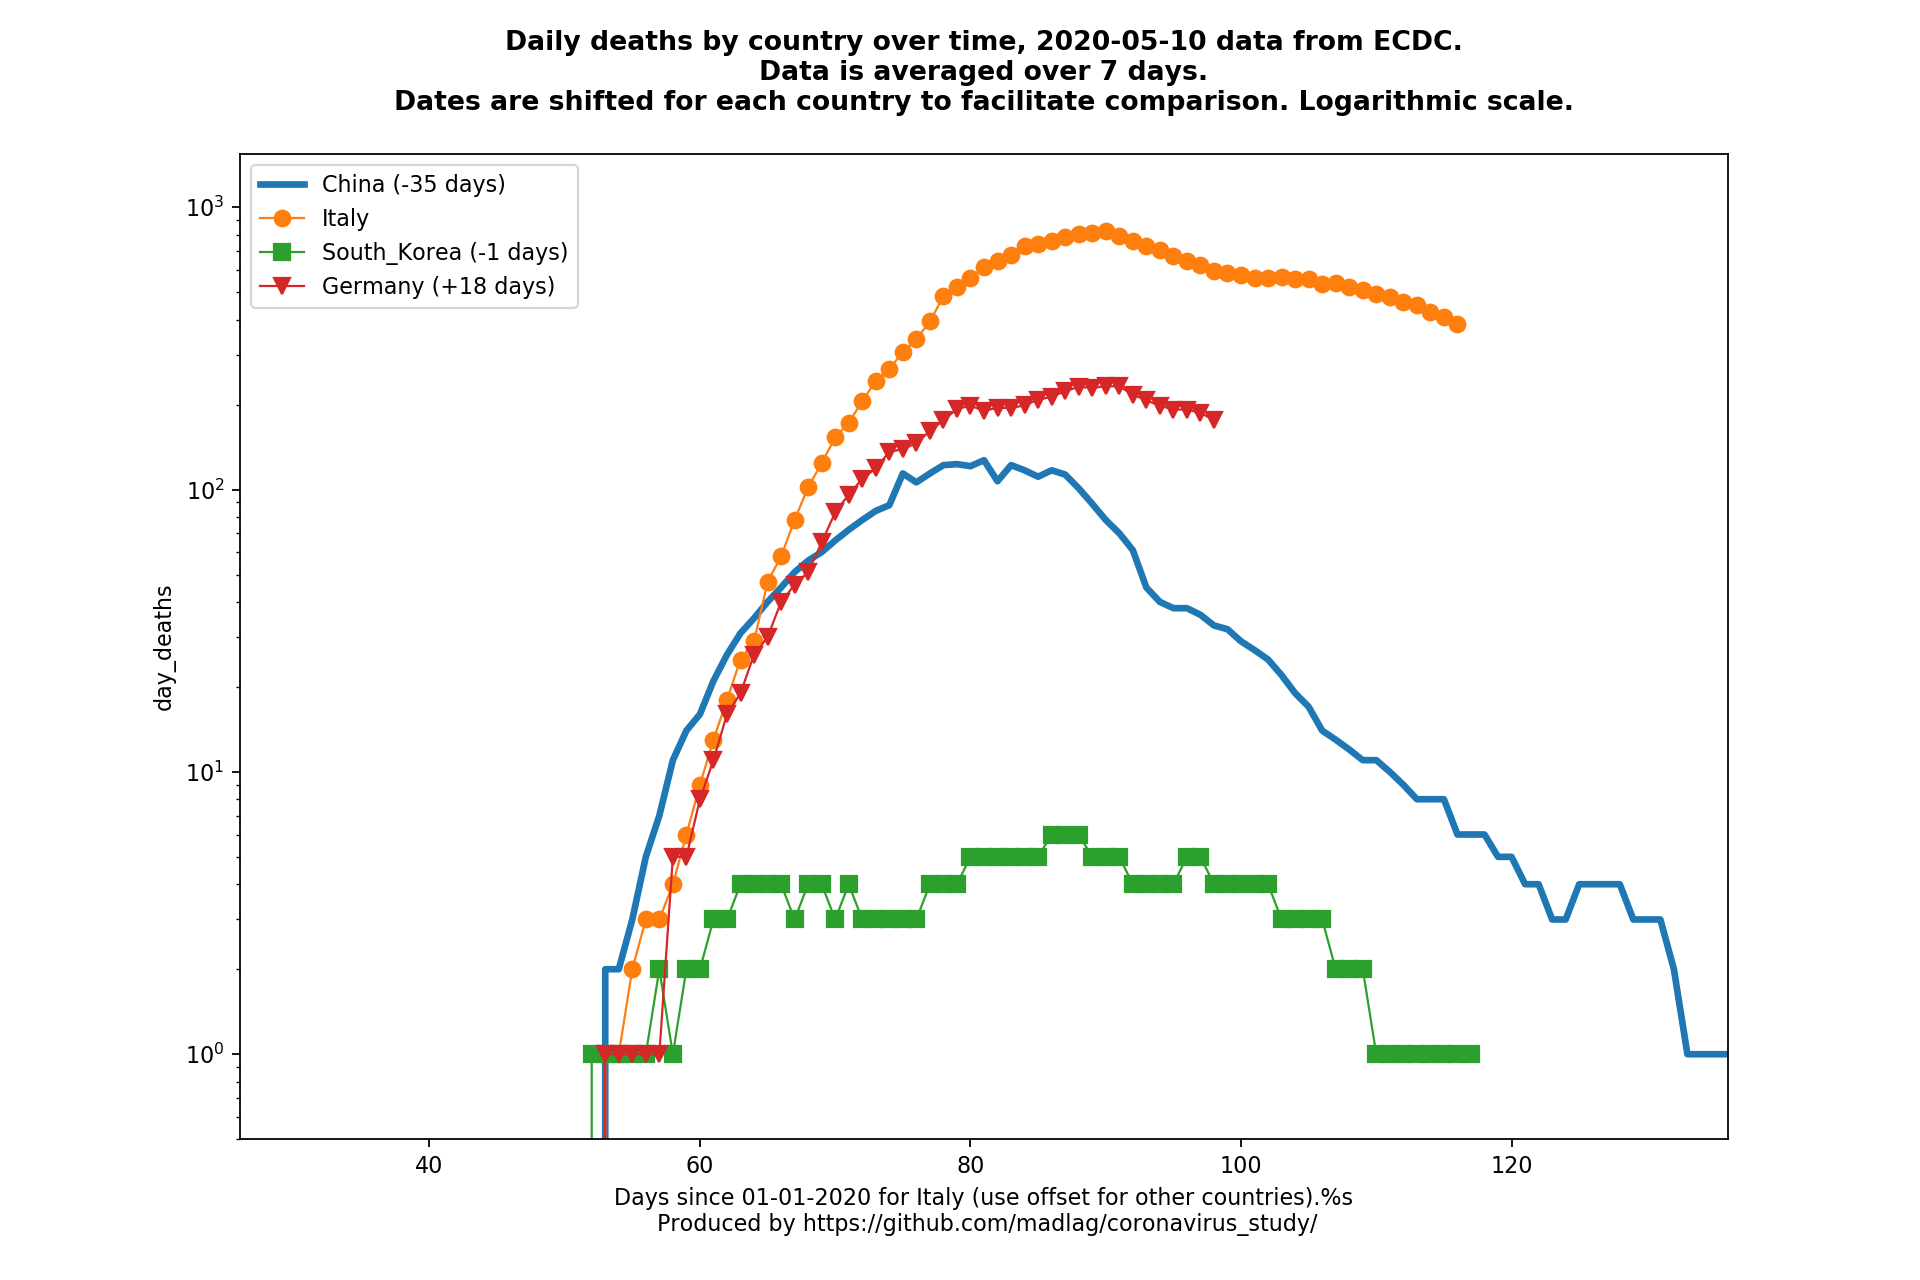 Daily deaths by country over time, 2020-05-10 data from ECDC.
Data is averaged over 7 days.
Dates are shifted for each country to facilitate comparison. Logarithmic scale.
China (-35 days)
Italy
South_Korea (-1 days)
Germany (+18 days)
10³
10²
10¹
10⁰
day_deaths
40 60 80 100 120
Days since 01-01-2020 for Italy (use offset for other countries).%s
Produced by https://github.com/madlag/coronavirus_study/